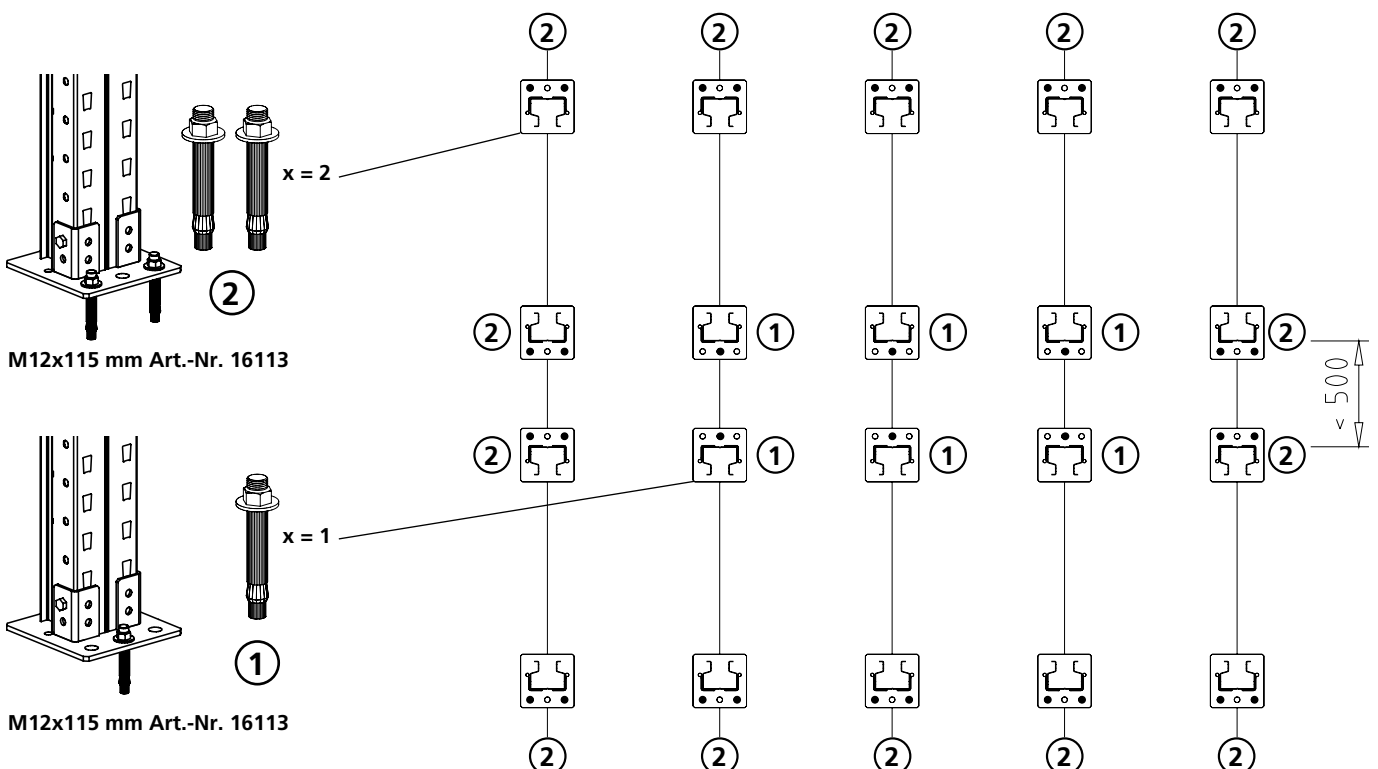 2 2 2 2 2
x = 2
2
M12x115 mm Art.-Nr. 16113
2 1 1 1 2
< 500
2 1 1 1 2
x = 1
1
M12x115 mm Art.-Nr. 16113
2 2 2 2 2